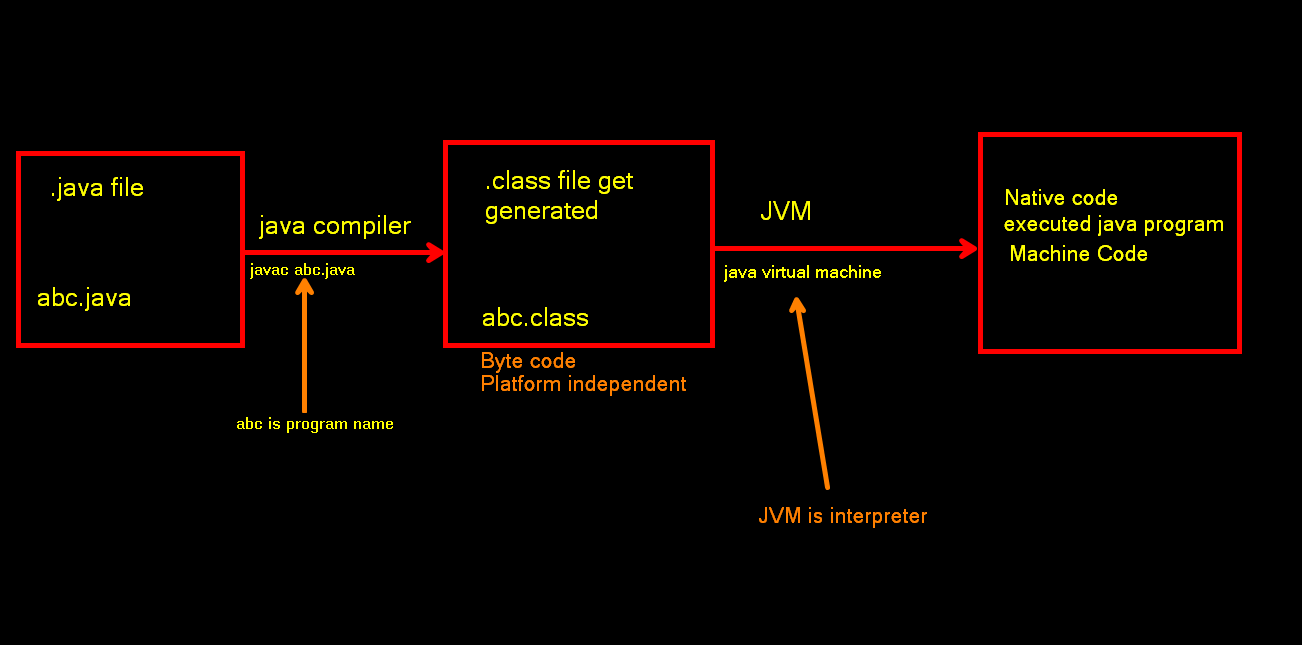 .java file
abc.java
java compiler
javac abc.java
abc is program name
.class file get
generated
abc.class
Byte code
Platform independent
JVM
java virtual machine
JVM is interpreter
Native code
executed java program
Machine Code